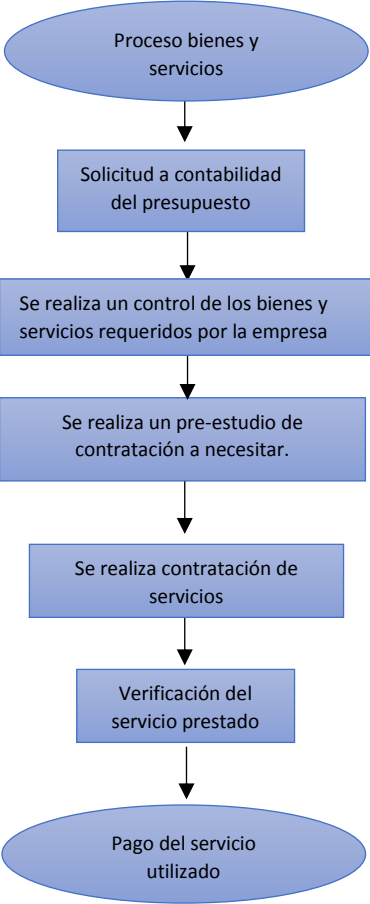 Proceso bienes y
servicios
Solicitud a contabilidad
del presupuesto
Se realiza un control de los bienes y
servicios requeridos por la empresa
Se realiza un pre-estudio de
contratación a necesitar.
Se realiza contratación de
servicios
Verificación del
servicio prestado
Pago del servicio
utilizado